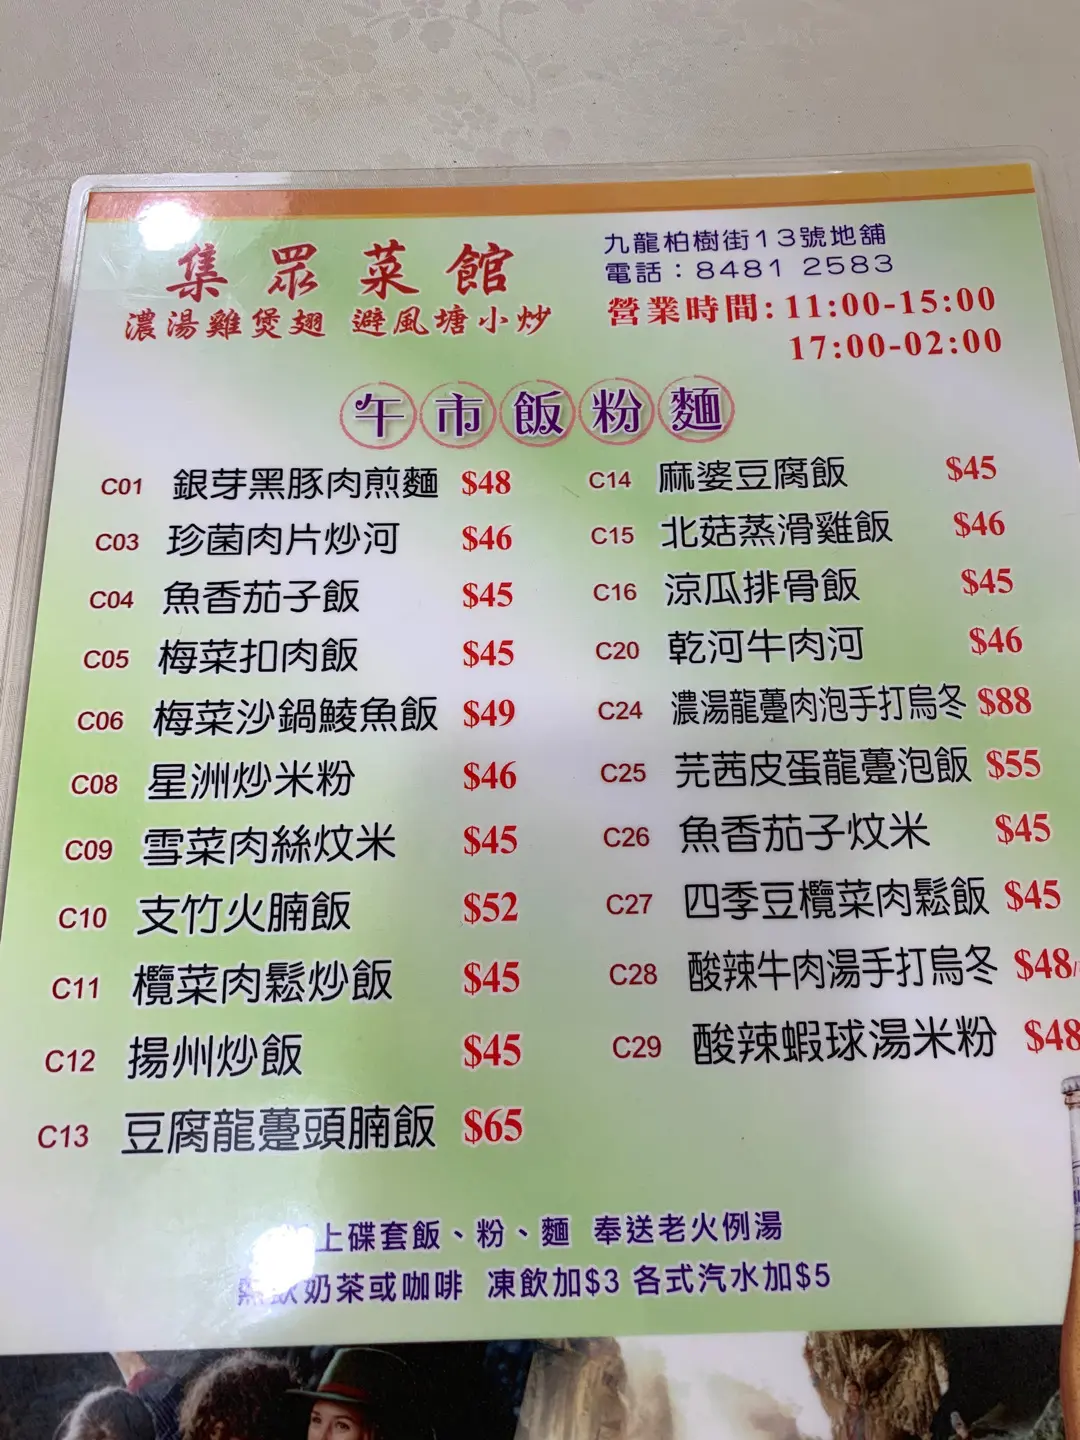 集眾菜館
濃湯雞煲翅 避風塘小炒
九龍柏樹街13號地舖
電話：8481 2583
營業時間: 11:00-15:00
17:00-02:00
午市飯粉麵
C01 銀芽黑豚肉煎麵 $48
C03 珍菌肉片炒河 $46
C04 魚香茄子飯 $45
C05 梅菜扣肉飯 $45
C06 梅菜沙鍋鯪魚飯 $49
C08 星洲炒米粉 $46
C09 雪菜肉絲炆米 $45
C10 支竹火腩飯 $52
C11 欖菜肉鬆炒飯 $45
C12 揚州炒飯 $45
C13 豆腐龍躉頭腩飯 $65
C14 麻婆豆腐飯 $45
C15 北菇蒸滑雞飯 $46
C16 涼瓜排骨飯 $45
C20 乾河牛肉河 $46
C24 濃湯龍躉肉泡手打烏冬 $88
C25 芫茜皮蛋龍躉泡飯 $55
C26 魚香茄子炆米 $45
C27 四季豆欖菜肉鬆飯 $45
C28 酸辣牛肉湯手打烏冬 $48/
C29 酸辣蝦球湯米粉 $48
上碟套飯、粉、麵 奉送老火例湯
奶茶或咖啡 凍飲加$3 各式汽水加$5